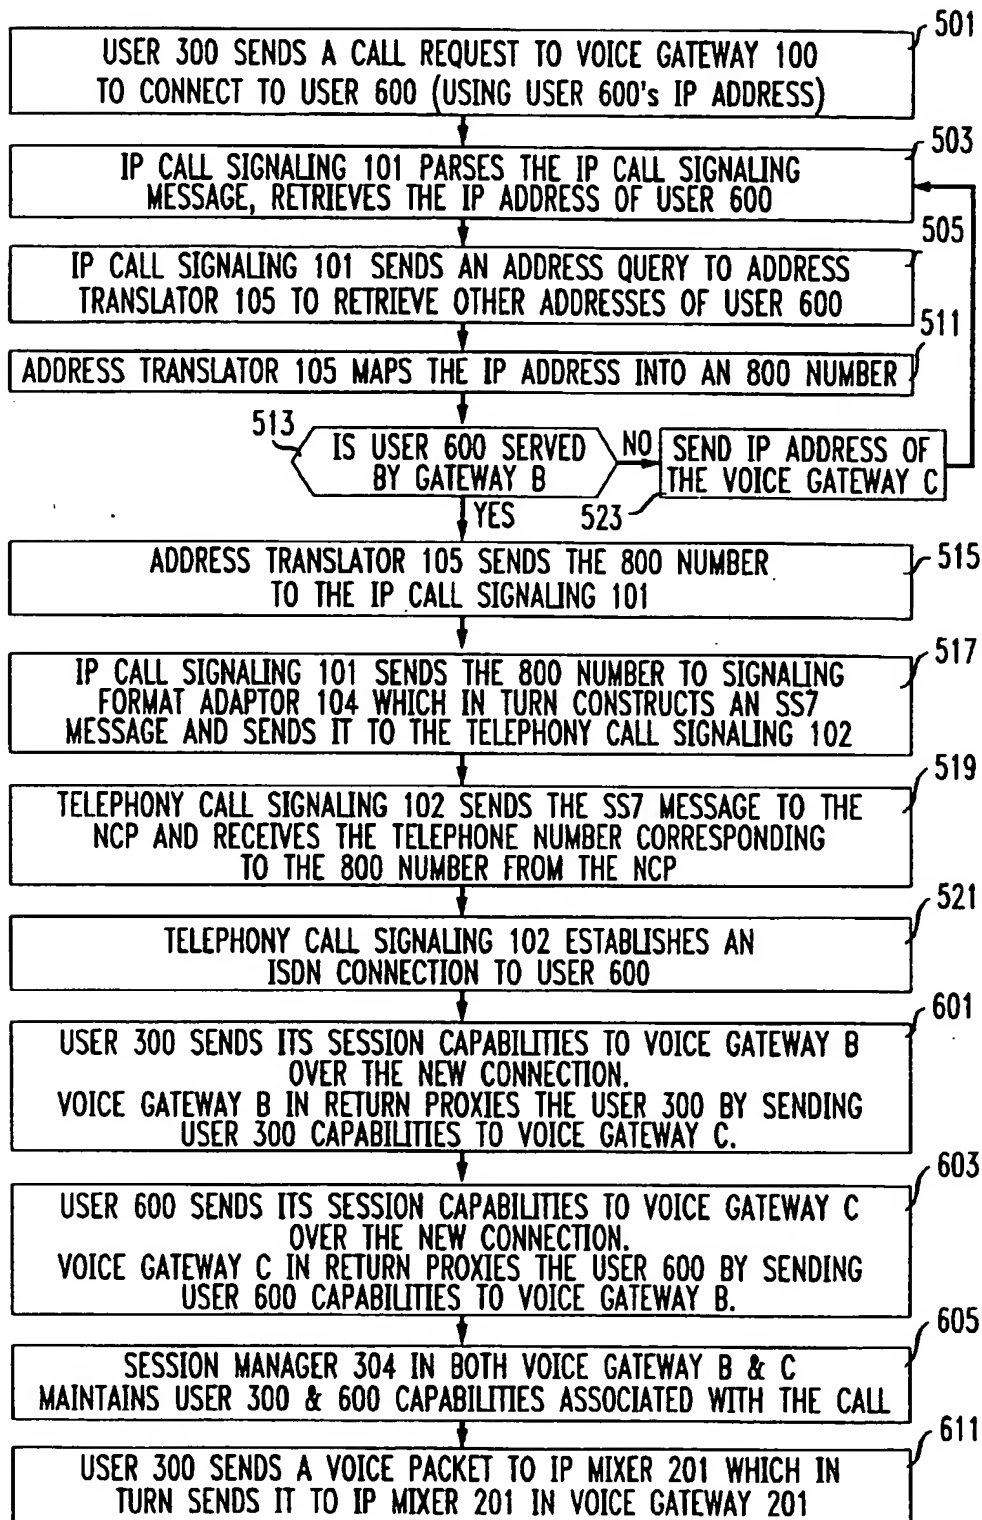 501
USER 300 SENDS A CALL REQUEST TO VOICE GATEWAY 100
TO CONNECT TO USER 600 (USING USER 600's IP ADDRESS)
503
IP CALL SIGNALING 101 PARSES THE IP CALL SIGNALING
MESSAGE, RETRIEVES THE IP ADDRESS OF USER 600
505
IP CALL SIGNALING 101 SENDS AN ADDRESS QUERY TO ADDRESS
TRANSLATOR 105 TO RETRIEVE OTHER ADDRESSES OF USER 600
511
ADDRESS TRANSLATOR 105 MAPS THE IP ADDRESS INTO AN 800 NUMBER
513
IS USER 600 SERVED
BY GATEWAY B
NO
SEND IP ADDRESS OF
THE VOICE GATEWAY C
523
YES
515
ADDRESS TRANSLATOR 105 SENDS THE 800 NUMBER
TO THE IP CALL SIGNALING 101
517
IP CALL SIGNALING 101 SENDS THE 800 NUMBER TO SIGNALING
FORMAT ADAPTOR 104 WHICH IN TURN CONSTRUCTS AN SS7
MESSAGE AND SENDS IT TO THE TELEPHONY CALL SIGNALING 102
519
TELEPHONY CALL SIGNALING 102 SENDS THE SS7 MESSAGE TO THE
NCP AND RECEIVES THE TELEPHONE NUMBER CORRESPONDING
TO THE 800 NUMBER FROM THE NCP
521
TELEPHONY CALL SIGNALING 102 ESTABLISHES AN
ISDN CONNECTION TO USER 600
601
USER 300 SENDS ITS SESSION CAPABILITIES TO VOICE GATEWAY B
OVER THE NEW CONNECTION.
VOICE GATEWAY B IN RETURN PROXIES THE USER 300 BY SENDING
USER 300 CAPABILITIES TO VOICE GATEWAY C.
603
USER 600 SENDS ITS SESSION CAPABILITIES TO VOICE GATEWAY C
OVER THE NEW CONNECTION.
VOICE GATEWAY C IN RETURN PROXIES THE USER 600 BY SENDING
USER 600 CAPABILITIES TO VOICE GATEWAY B.
605
SESSION MANAGER 304 IN BOTH VOICE GATEWAY B & C
MAINTAINS USER 300 & 600 CAPABILITIES ASSOCIATED WITH THE CALL
611
USER 300 SENDS A VOICE PACKET TO IP MIXER 201 WHICH IN
TURN SENDS IT TO IP MIXER 201 IN VOICE GATEWAY 201